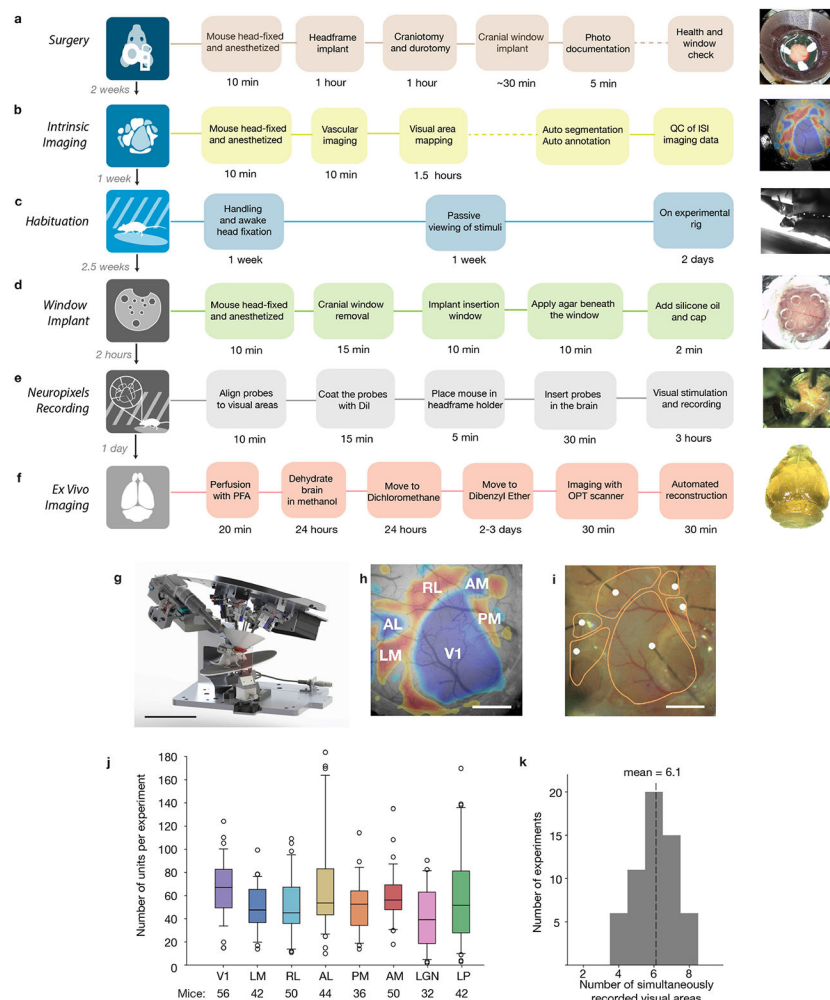 a
Surgery
Mouse head-fixed
and anesthetized
Headframe
implant
Craniotomy
and durotomy
Cranial window
implant
Photo
documentation
Health and
window
check
10 min
1 hour
1 hour
~30 min
5 min
2 weeks
b
Intrinsic
Imaging
Mouse head-fixed
and anesthetized
Vascular
imaging
Visual area
mapping
Auto segmentation
Auto annotation
QC of ISI
imaging data
10 min
10 min
1.5 hours
1 week
c
Habituation
Handling
and awake
head fixation
Passive
viewing of stimuli
On experimental
rig
1 week
1 week
2 days
2.5 weeks
d
Window
Implant
Mouse head-fixed
and anesthetized
Cranial window
removal
Implant insertion
window
Apply agar beneath
the window
Add silicone oil
and cap
10 min
15 min
10 min
10 min
2 min
2 hours
e
Neuropixels
Recording
Align probes
to visual areas
Coat the probes
with DiI
Place mouse in
headframe holder
Insert probes
in the brain
Visual stimulation
and recording
10 min
15 min
5 min
30 min
3 hours
1 day
f
Ex Vivo
Imaging
Perfusion
with PFA
Dehydrate
brain
in methanol
Move to
Dichloromethane
Move to
Dibenzyl Ether
Imaging with
OPT scanner
Automated
reconstruction
20 min
24 hours
24 hours
2-3 days
30 min
30 min
g
h
RL
AM
AL
PM
LM
V1
i
j
Number of units per experiment
180
160
140
120
100
80
60
40
20
0
V1 LM RL AL PM AM LGN LP
Mice: 56 42 50 44 36 50 32 42
k
mean = 6.1
Number of experiments
20
15
10
5
2 4 6 8
Number of simultaneously
recorded visual areas